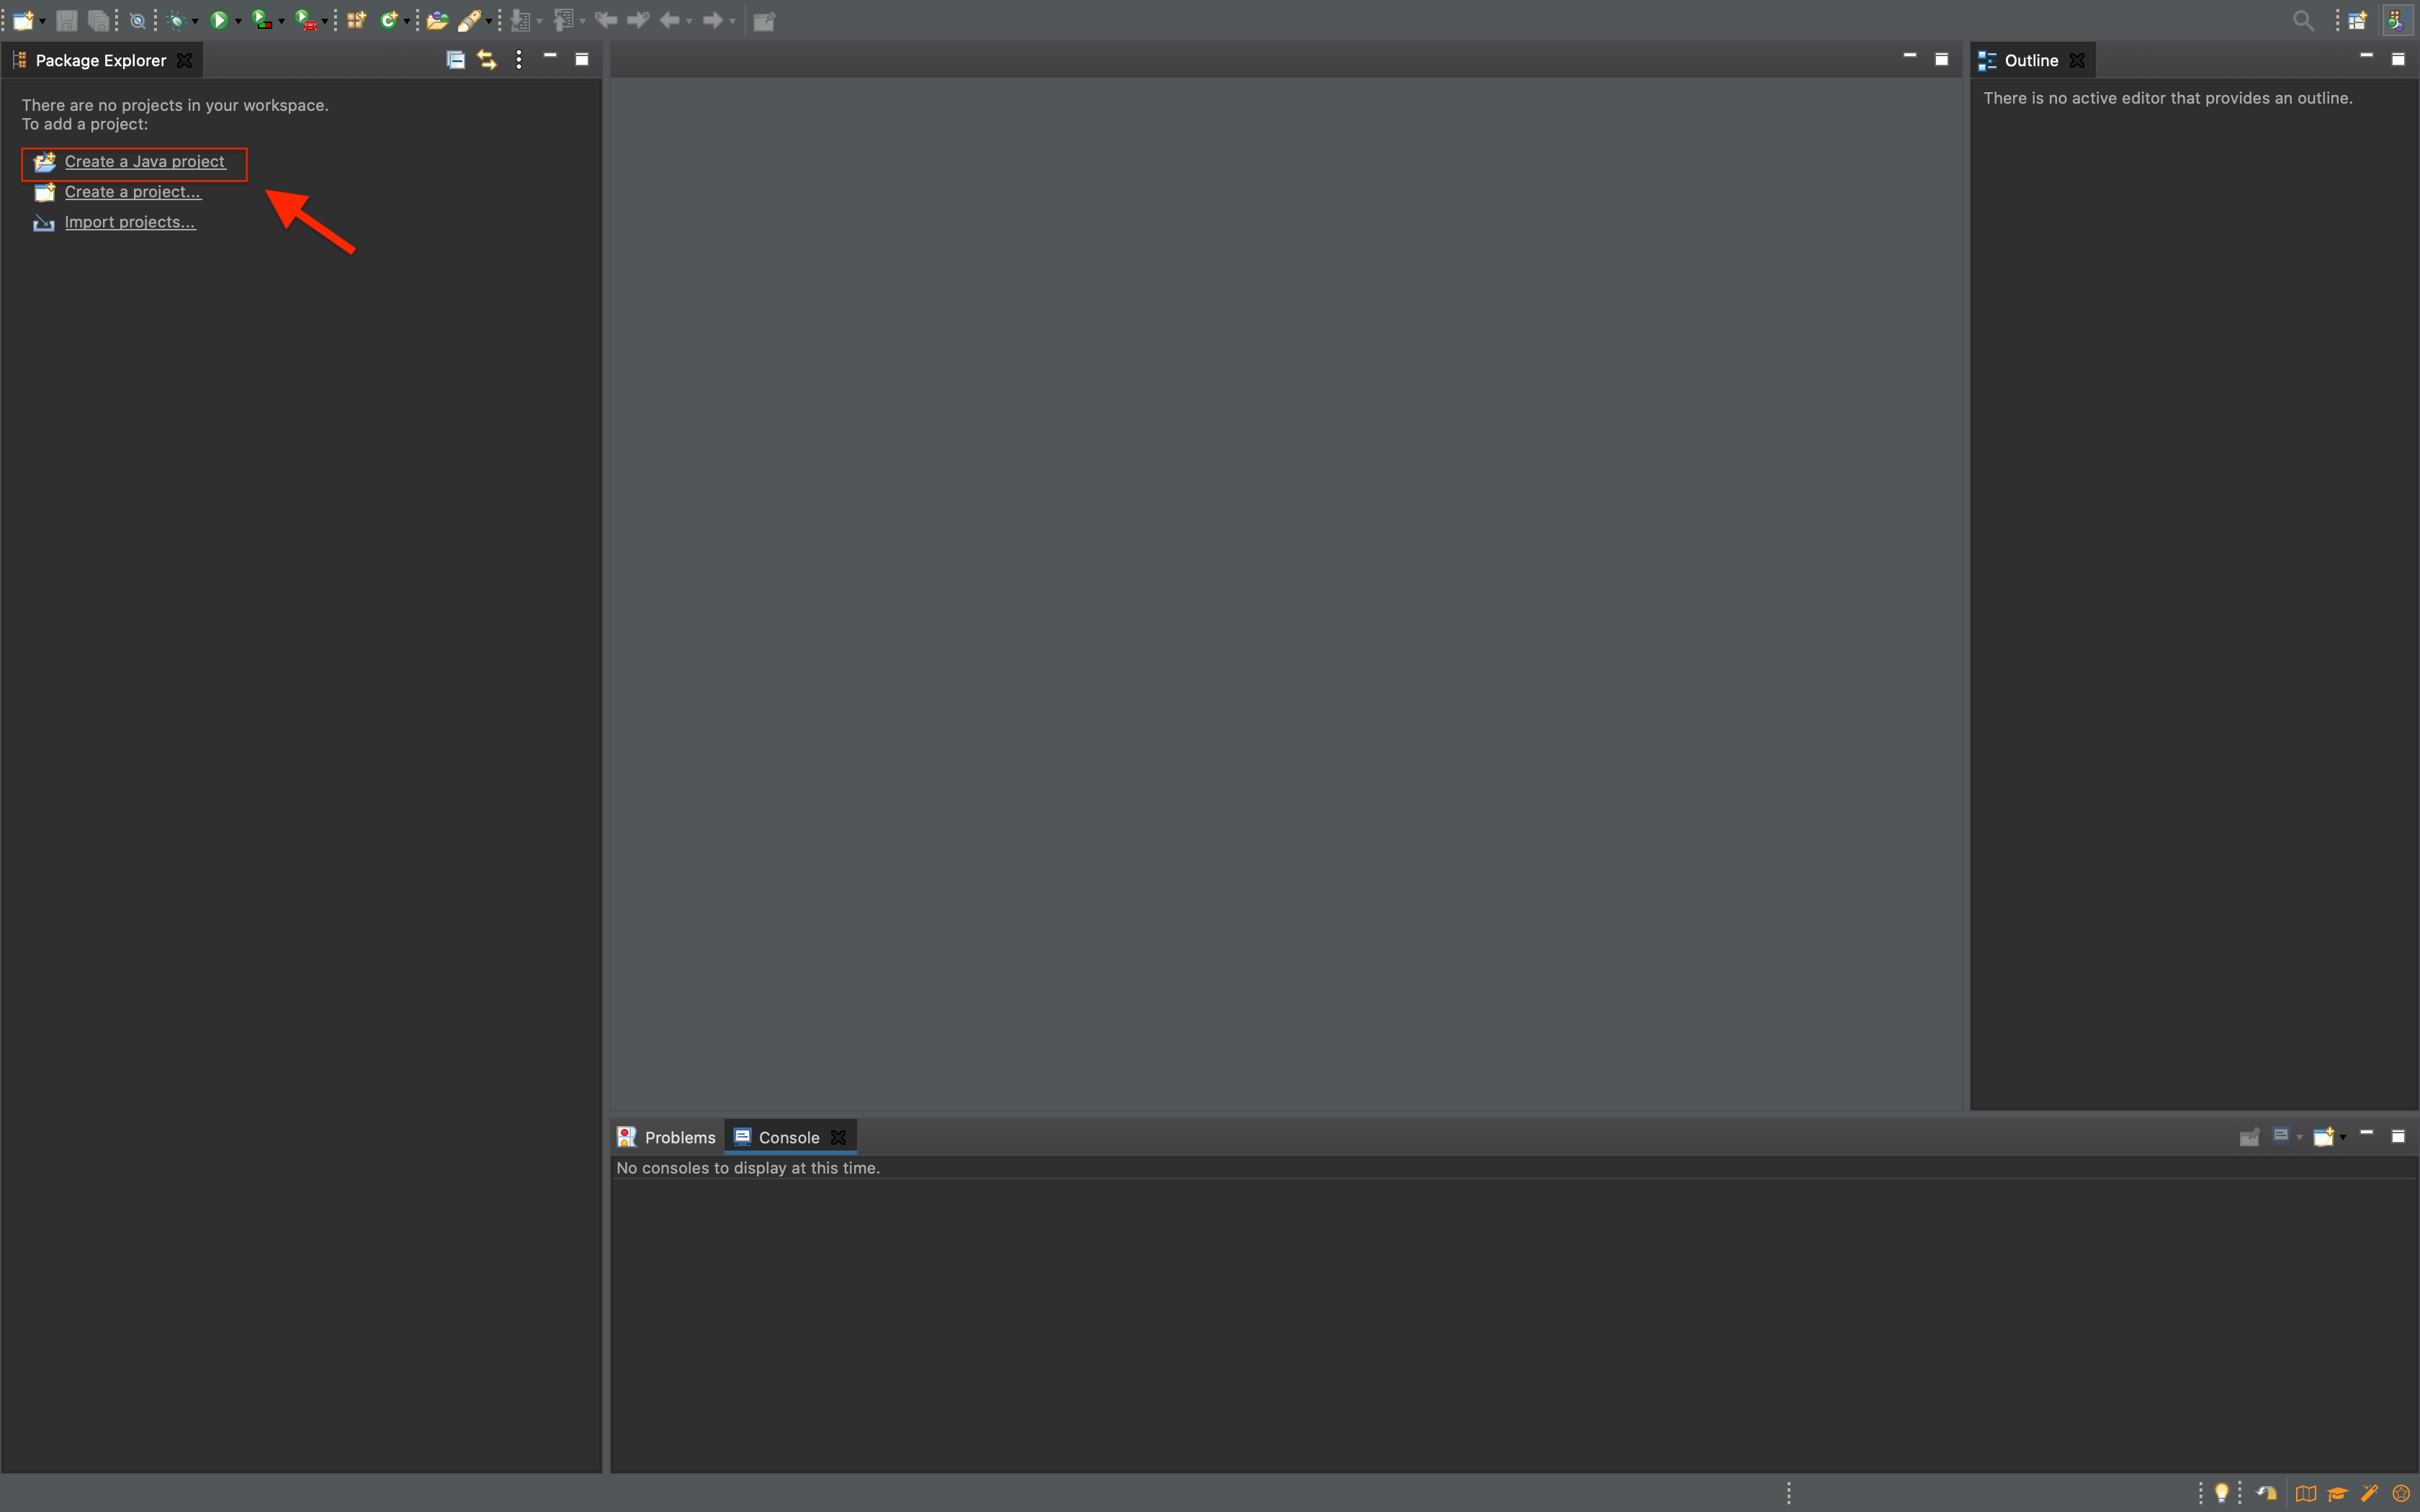 Package Explorer
There are no projects in your workspace.
To add a project:
Create a Java project
Create a project...
Import projects...
Outline
There is no active editor that provides an outline.
Problems
Console
No consoles to display at this time.